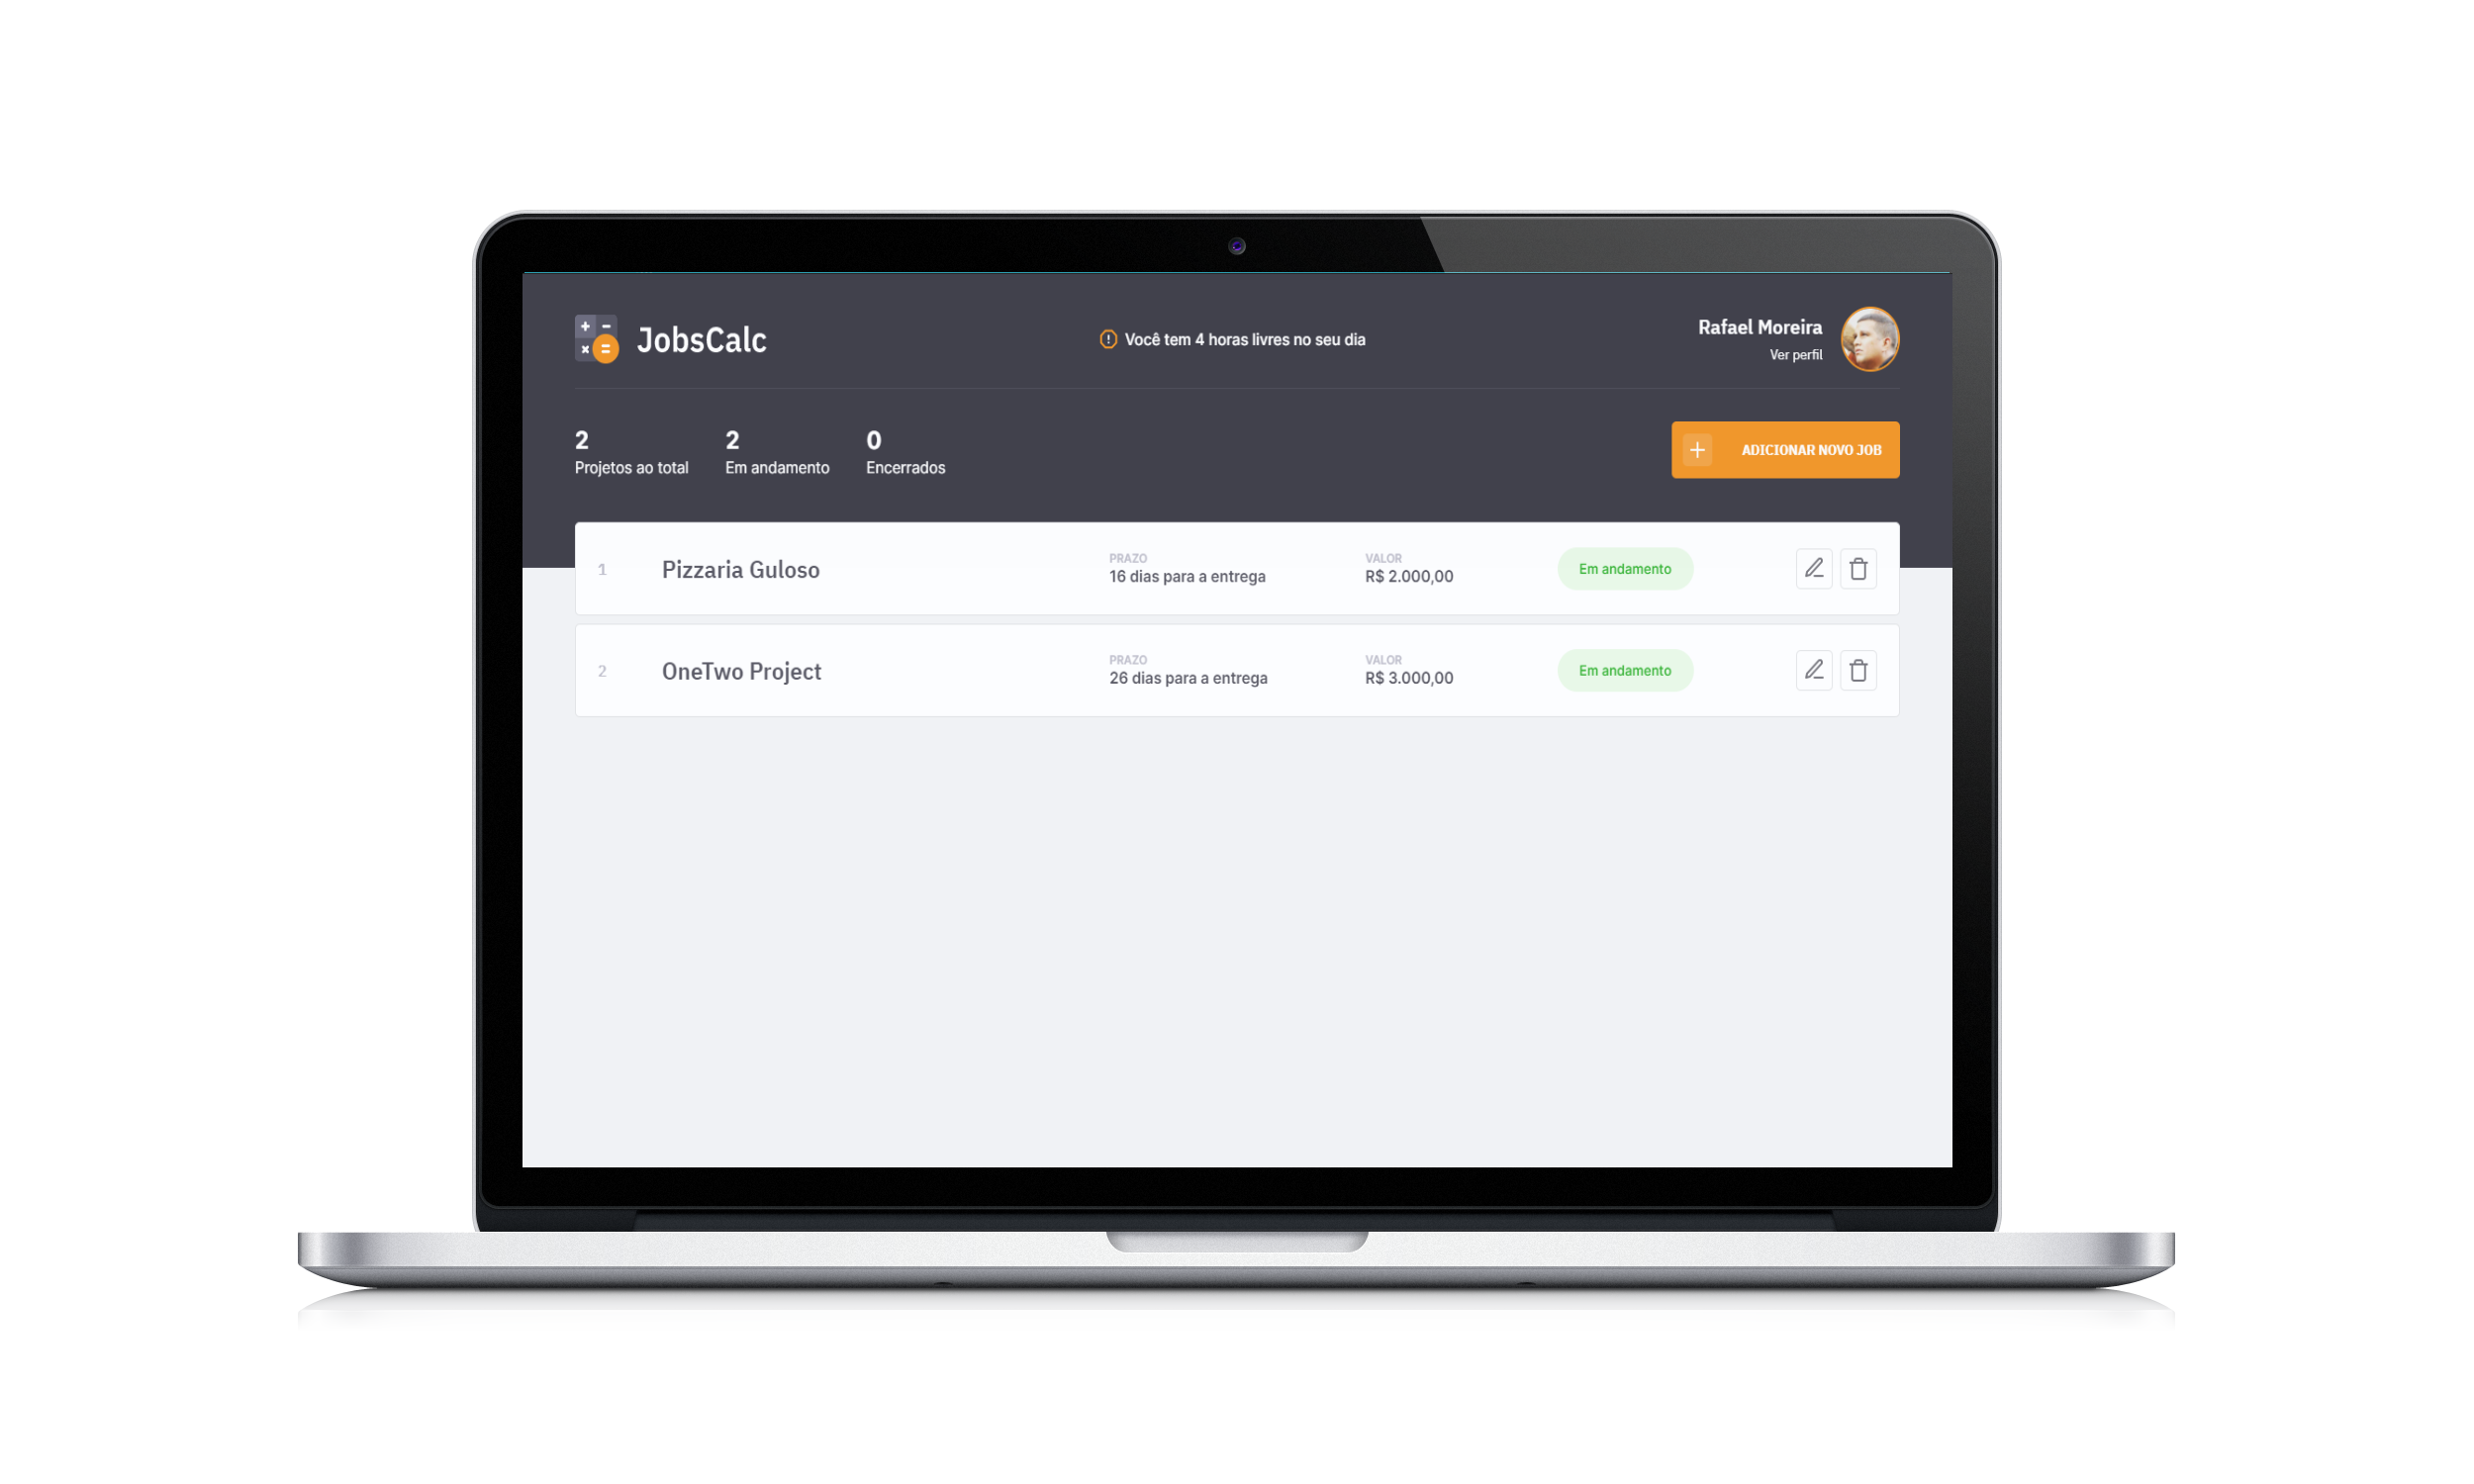 JobsCalc
Você tem 4 horas livres no seu dia
Rafael Moreira
Ver perfil
2
Projetos ao total
2
Em andamento
0
Encerrados
ADICIONAR NOVO JOB
1
Pizzaria Guloso
PRAZO
16 dias para a entrega
VALOR
R$ 2.000,00
Em andamento
2
OneTwo Project
PRAZO
26 dias para a entrega
VALOR
R$ 3.000,00
Em andamento